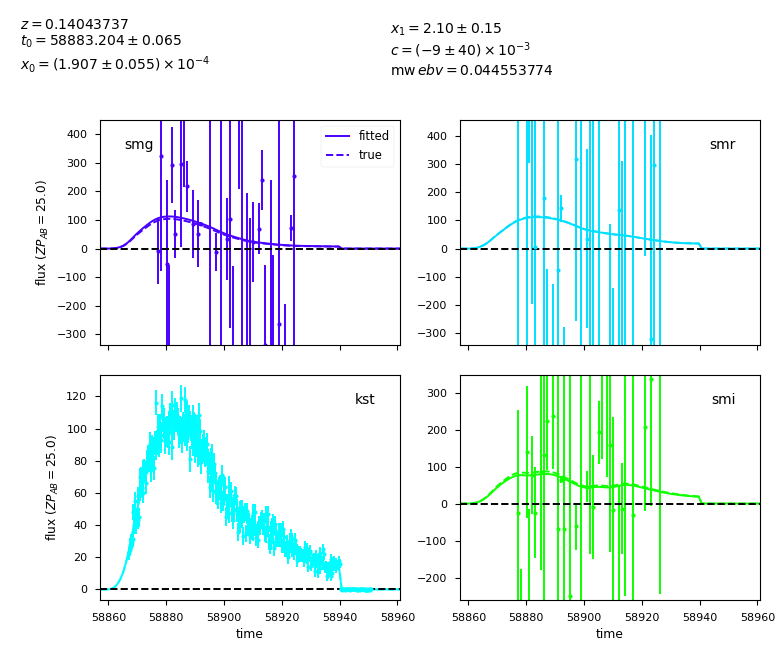 z = 0.14043737
t₀ = 58883.204 ± 0.065
x₀ = (1.907 ± 0.055) × 10⁻⁴
x₁ = 2.10 ± 0.15
c = (−9 ± 40) × 10⁻³
mw ebv = 0.044553774
smg
fitted
true
400
300
200
100
0
−100
−200
−300
flux (ZP_AB = 25.0)
smr
400
300
200
100
0
−100
−200
−300
kst
120
100
80
60
40
20
0
flux (ZP_AB = 25.0)
58860 58880 58900 58920 58940 58960
time
smi
300
200
100
0
−100
−200
58860 58880 58900 58920 58940 58960
time